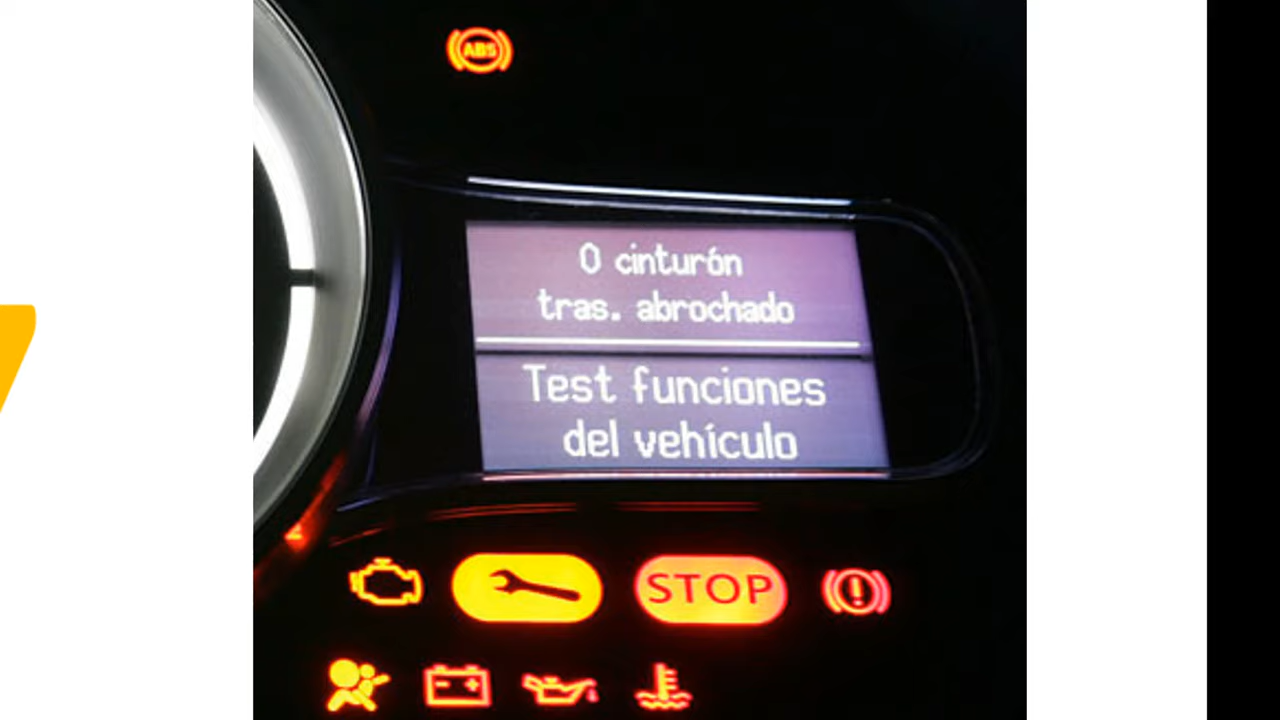 ABS
0 cinturón
tras. abrochado
Test funciones
del vehículo
STOP